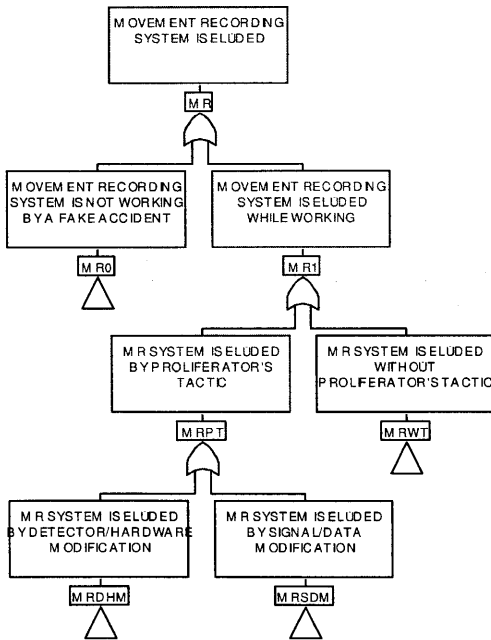 MOVEMENT RECORDING
SYSTEM IS ELUDED
MR
MOVEMENT RECORDING
SYSTEM IS NOT WORKING
BY A FAKE ACCIDENT
MR0
MOVEMENT RECORDING
SYSTEM IS ELUDED
WHILE WORKING
MR1
MR SYSTEM IS ELUDED
BY PROLIFERATOR'S
TACTIC
MRPT
MR SYSTEM IS ELUDED
WITHOUT
PROLIFERATOR'S TACTIC
MRWT
MR SYSTEM IS ELUDED
BY DETECTOR/HARDWARE
MODIFICATION
MRDHM
MR SYSTEM IS ELUDED
BY SIGNAL/DATA
MODIFICATION
MRSDM